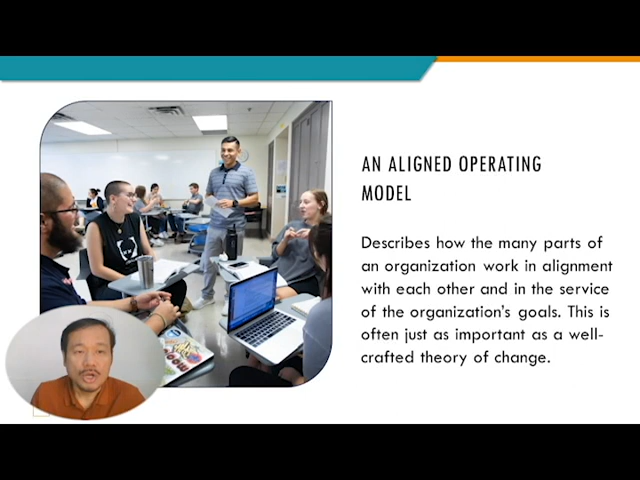 AN ALIGNED OPERATING
MODEL
Describes how the many parts of
an organization work in alignment
with each other and in the service
of the organization's goals. This is
often just as important as a well-
crafted theory of change.